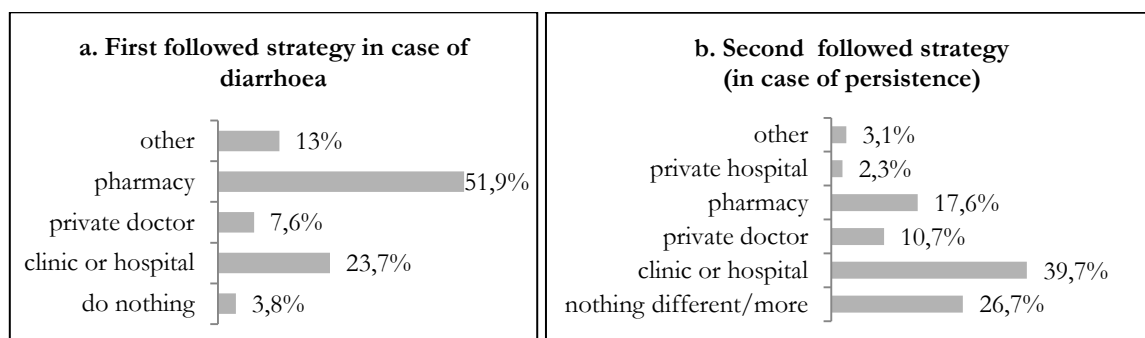 a. First followed strategy in case of
diarrhoea
other 13%
pharmacy 51,9%
private doctor 7,6%
clinic or hospital 23,7%
do nothing 3,8%
b. Second followed strategy
(in case of persistence)
other 3,1%
private hospital 2,3%
pharmacy 17,6%
private doctor 10,7%
clinic or hospital 39,7%
nothing different/more 26,7%